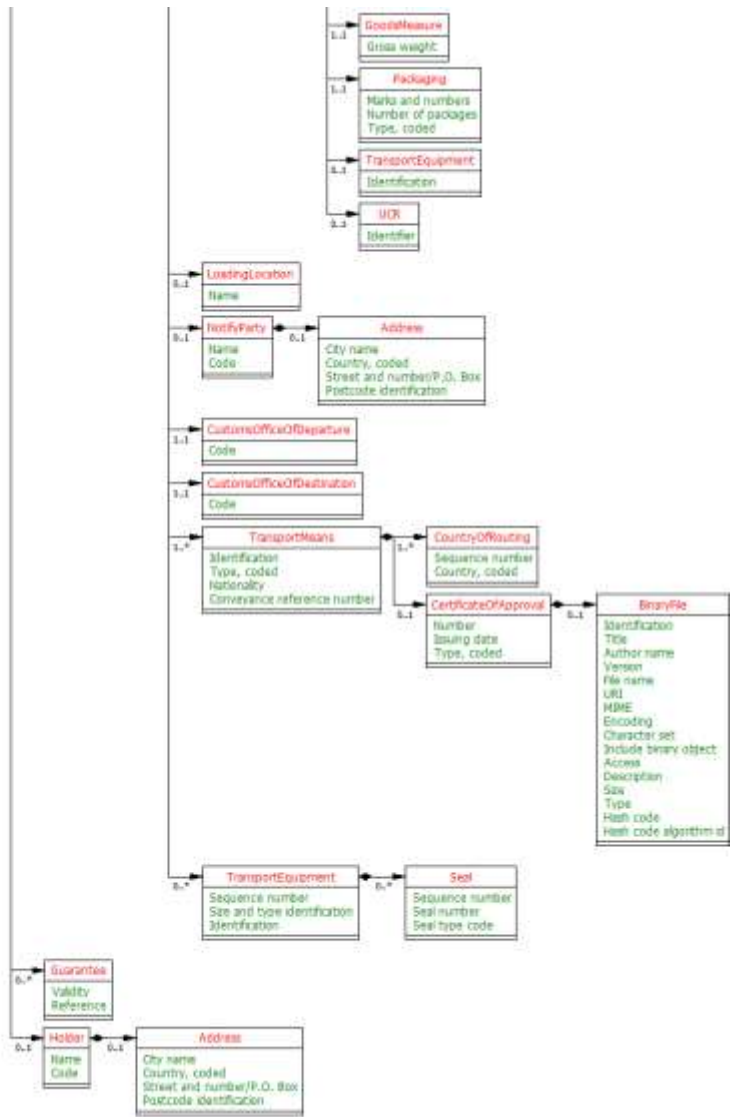 GoodsMeasure
1..1
Gross weight
Packaging
1..1
Marks and numbers
Number of packages
Type, coded
TransportEquipment
0..1
Identification
UCR
0..1
Identifier
LoadingLocation
0..1
Name
NotifyParty
Address
0..1
0..1
Name
Code
City name
Country, coded
Street and number/P.O. Box
Postcode identification
CustomsOfficeOfDeparture
1..1
Code
CustomsOfficeOfDestination
1..1
Code
TransportMeans
CountryOfRouting
1..*
1..*
Identification
Type, coded
Nationality
Conveyance reference number
Sequence number
Country, coded
CertificateOfApproval
BinaryFile
0..1
0..1
Number
Issuing date
Type, coded
Identification
Title
Author name
Version
File name
URI
MIME
Encoding
Character set
Include binary object
Access
Description
Size
Type
Hash code
Hash code algorithm id
TransportEquipment
Seal
0..*
0..*
Sequence number
Size and type identification
Identification
Sequence number
Seal number
Seal type code
Guarantee
0..*
Validity
Reference
Holder
Address
0..1
0..1
Name
Code
City name
Country, coded
Street and number/P.O. Box
Postcode identification